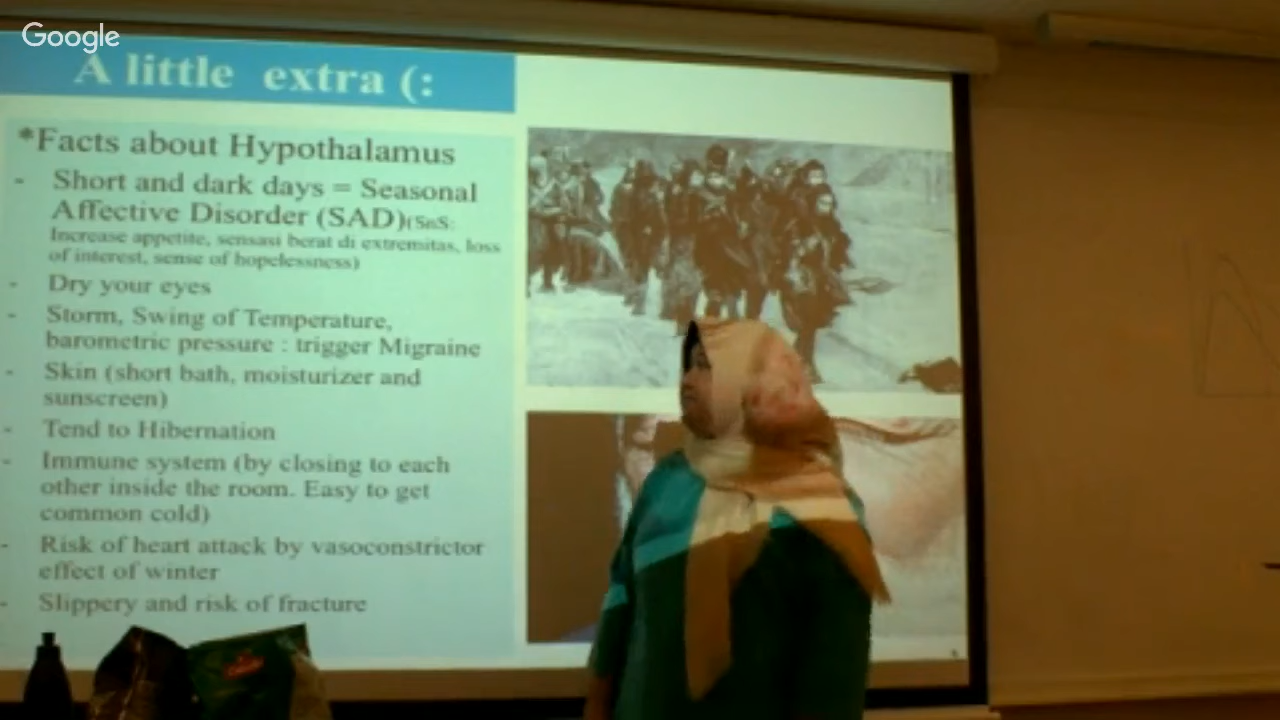 Google
A little extra (:
*Facts about Hypothalamus
- Short and dark days = Seasonal
Affective Disorder (SAD)(SnS:
Increase appetite, sensasi berat di extremitas, loss
of interest, sense of hopelessness)
- Dry your eyes
- Storm, Swing of Temperature,
barometric pressure : trigger Migraine
- Skin (short bath, moisturizer and
sunscreen)
- Tend to Hibernation
- Immune system (by closing to each
other inside the room. Easy to get
common cold)
- Risk of heart attack by vasoconstrictor
effect of winter
- Slippery and risk of fracture